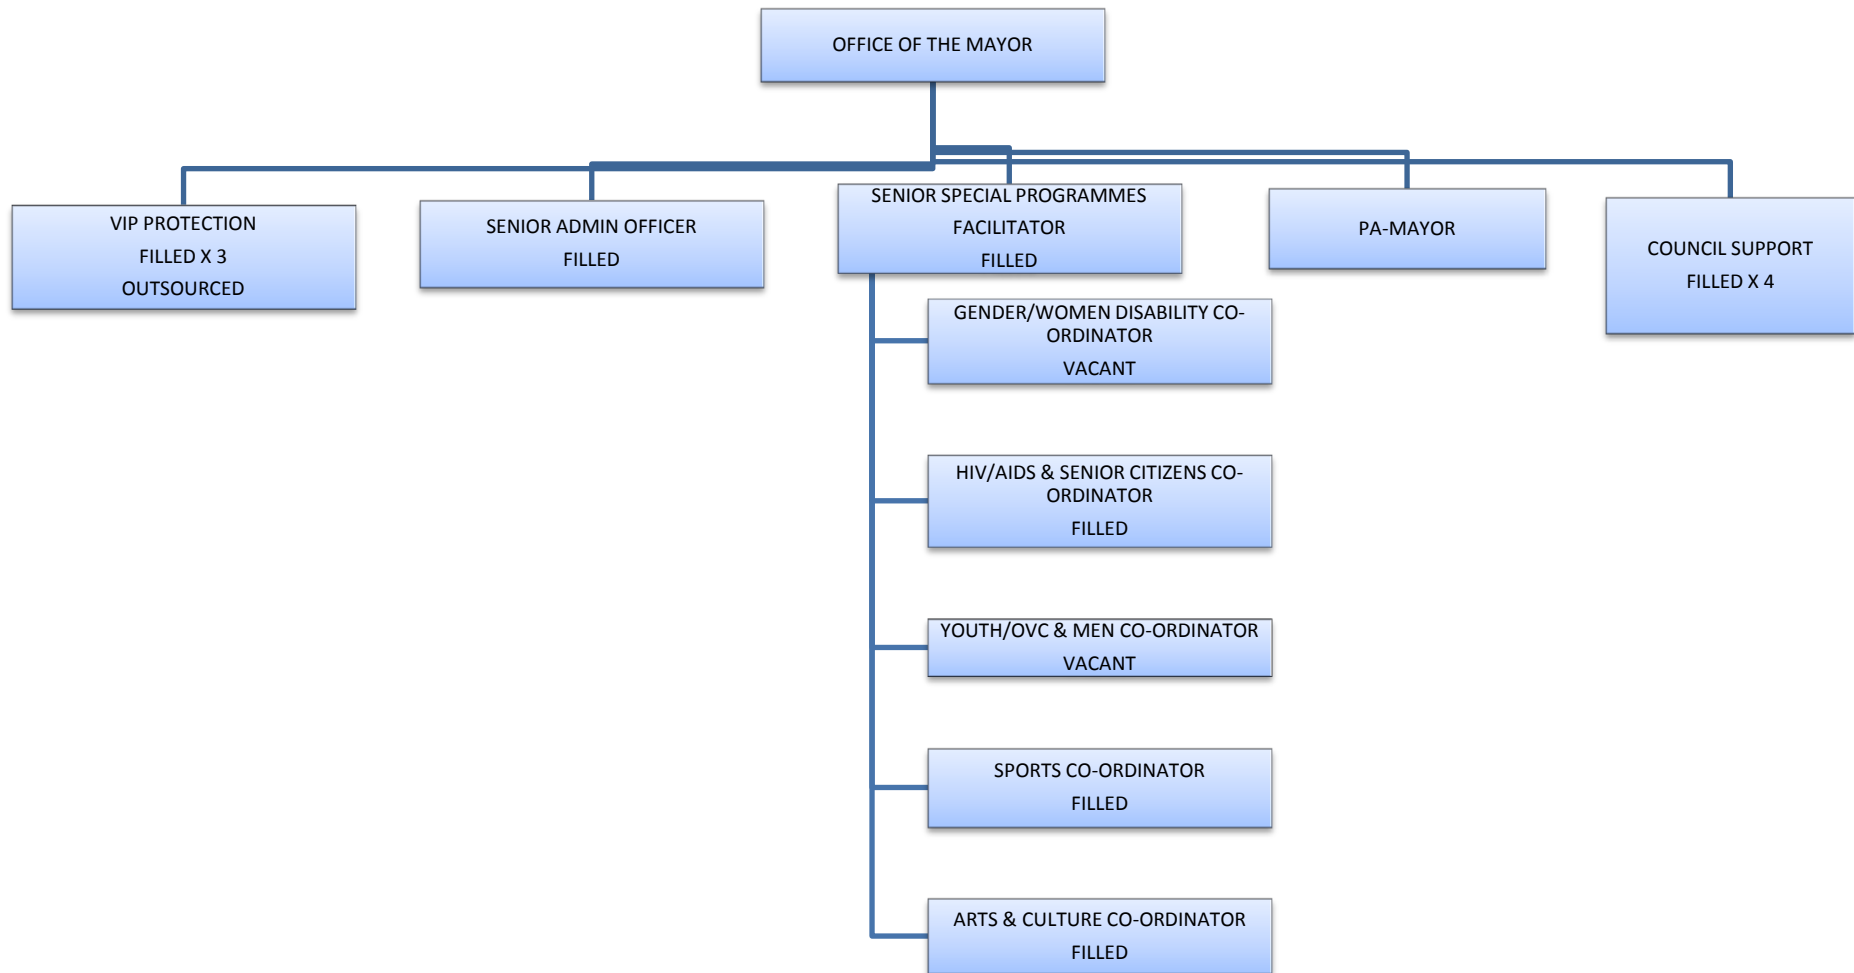 OFFICE OF THE MAYOR
VIP PROTECTION
FILLED X 3
OUTSOURCED
SENIOR ADMIN OFFICER
FILLED
SENIOR SPECIAL PROGRAMMES
FACILITATOR
FILLED
PA-MAYOR
COUNCIL SUPPORT
FILLED X 4
GENDER/WOMEN DISABILITY CO-
ORDINATOR
VACANT
HIV/AIDS & SENIOR CITIZENS CO-
ORDINATOR
FILLED
YOUTH/OVC & MEN CO-ORDINATOR
VACANT
SPORTS CO-ORDINATOR
FILLED
ARTS & CULTURE CO-ORDINATOR
FILLED